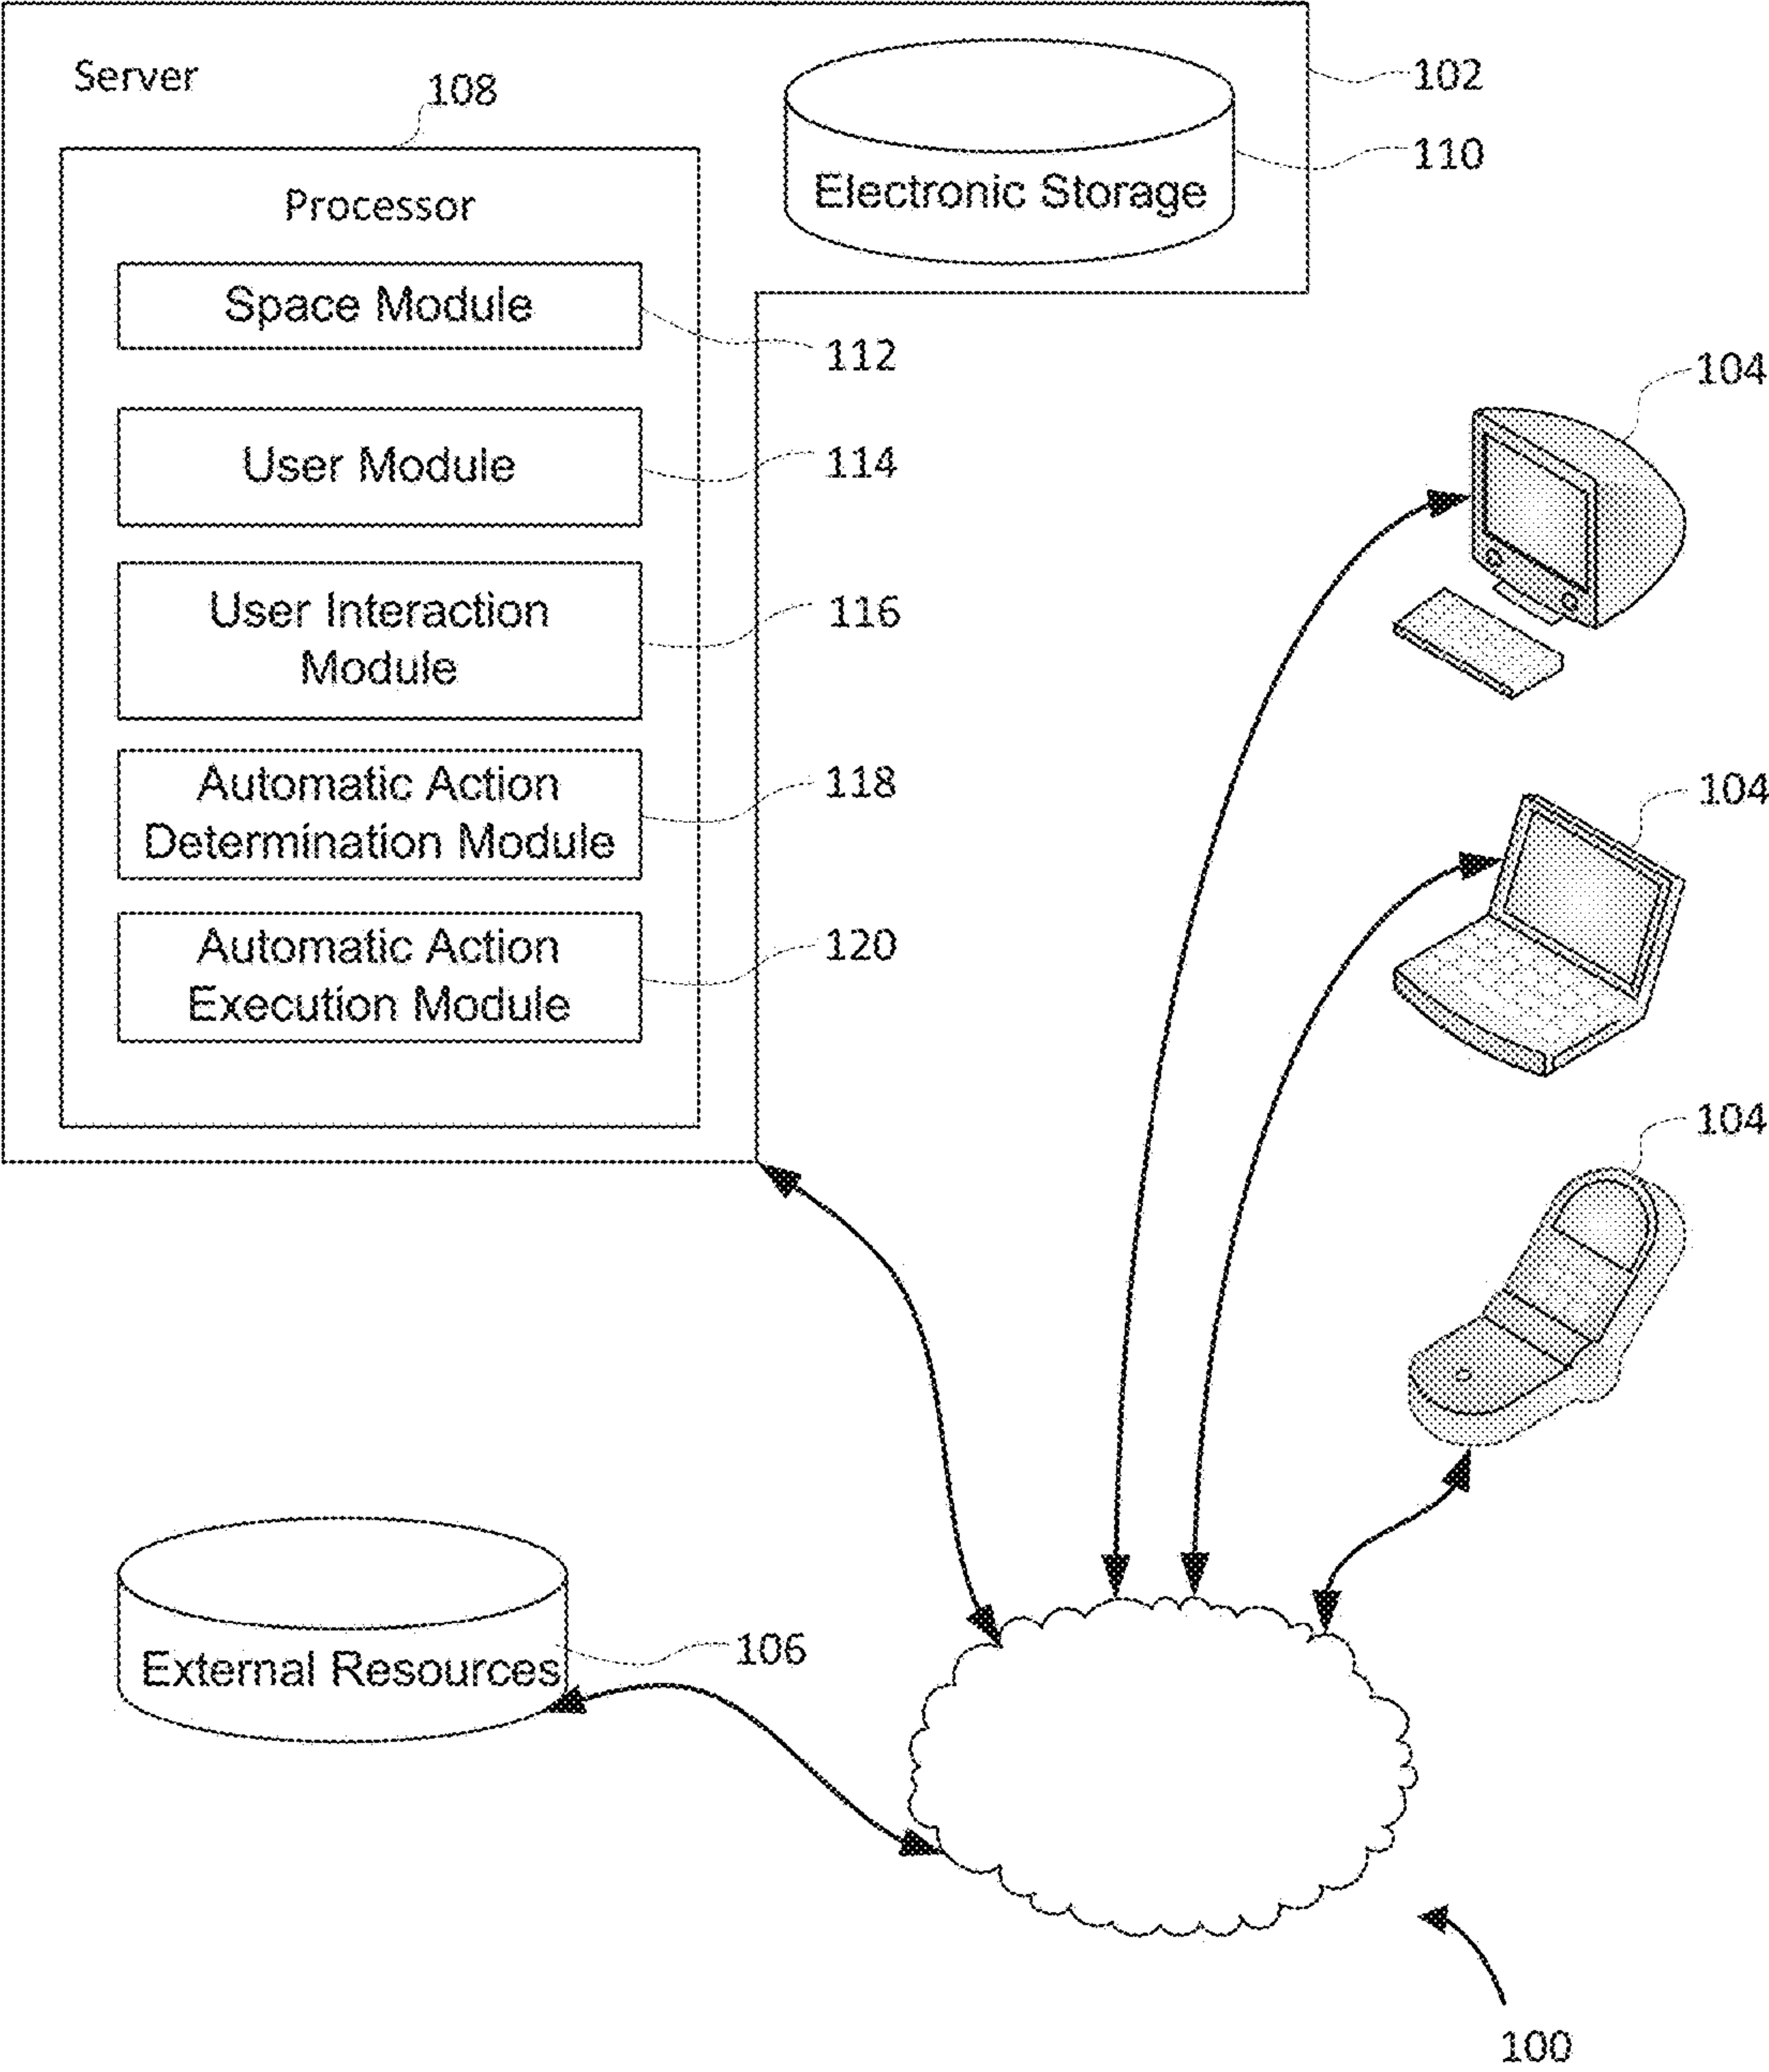 Server
108
102
110
Electronic Storage
Processor
Space Module
112
User Module
114
User Interaction
Module
116
Automatic Action
Determination Module
118
Automatic Action
Execution Module
120
104
104
104
External Resources
106
100